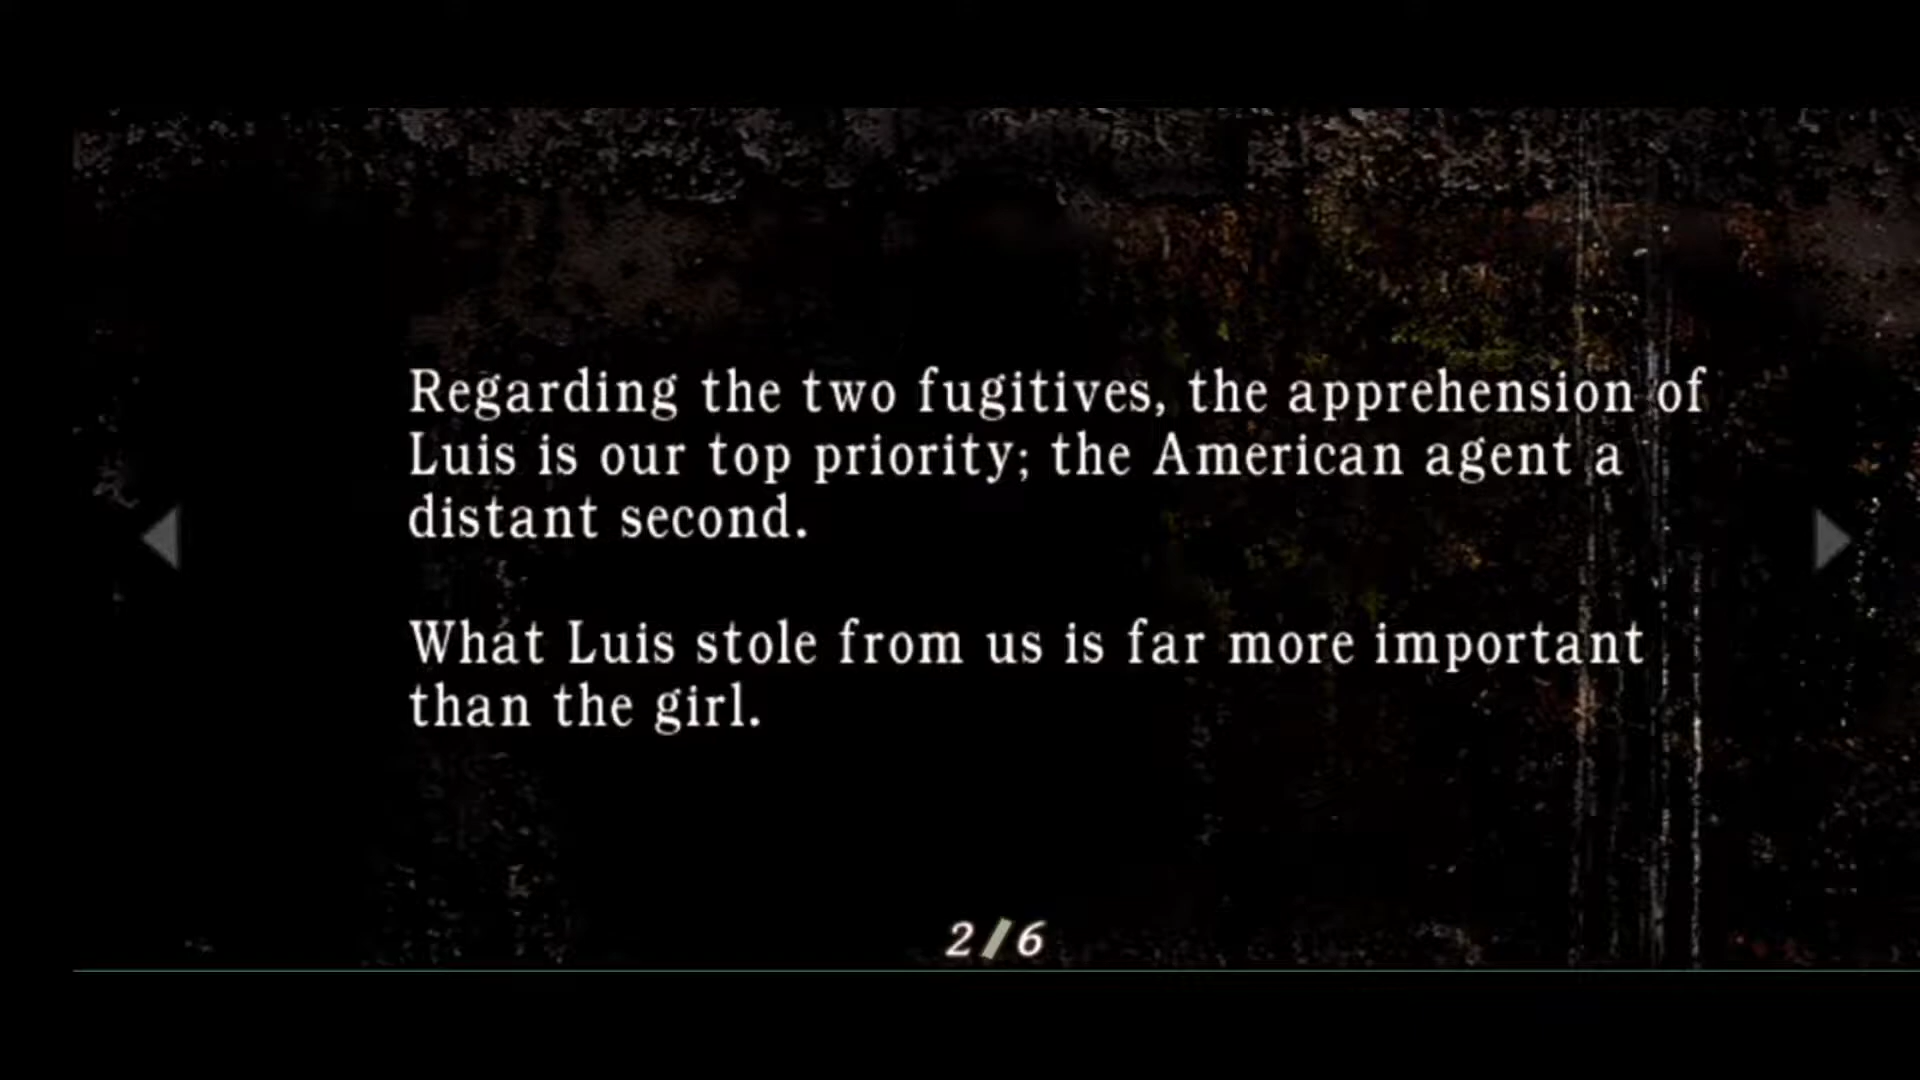 Regarding the two fugitives, the apprehension of
Luis is our top priority; the American agent a
distant second.
What Luis stole from us is far more important
than the girl.
2/6